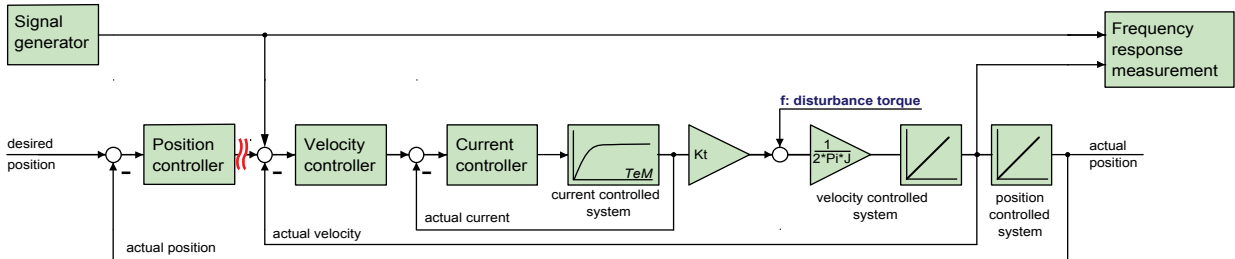 Signal
generator
Frequency
response
measurement
f: disturbance torque
desired
position
Position
controller
Velocity
controller
Current
controller
TeM
Kt
1
2*Pi*J
actual
position
-
-
-
current controlled
system
velocity controlled
system
position
controlled
system
actual current
actual velocity
actual position